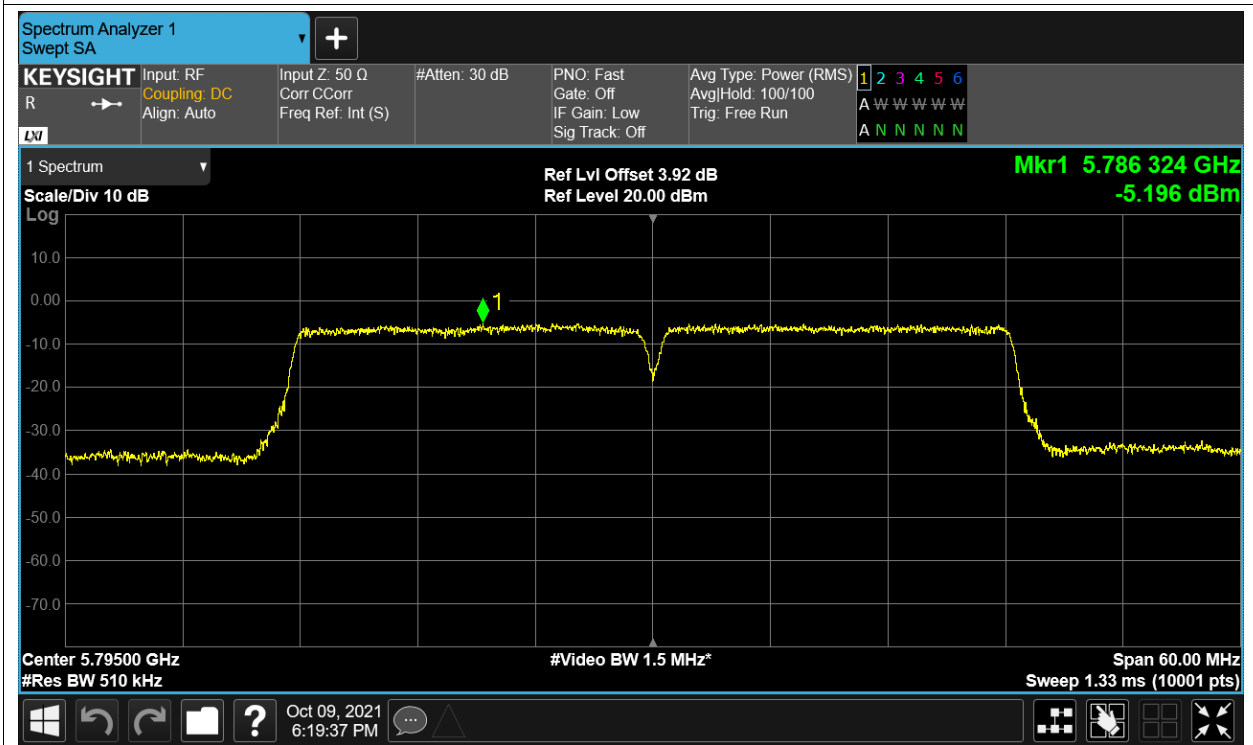 Spectrum Analyzer 1
Swept SA
KEYSIGHT
R
LXI
Input: RF
Coupling: DC
Align: Auto
Input Z: 50 Ω
Corr CCorr
Freq Ref: Int (S)
#Atten: 30 dB
PNO: Fast
Gate: Off
IF Gain: Low
Sig Track: Off
Avg Type: Power (RMS)
Avg|Hold: 100/100
Trig: Free Run
1 2 3 4 5 6
A W W W W W
A N N N N N
1 Spectrum
Scale/Div 10 dB
Ref Lvl Offset 3.92 dB
Ref Level 20.00 dBm
Mkr1 5.786 324 GHz
-5.196 dBm
Log
10.0
0.00
-10.0
-20.0
-30.0
-40.0
-50.0
-60.0
-70.0
1
Center 5.79500 GHz
#Res BW 510 kHz
#Video BW 1.5 MHz*
Span 60.00 MHz
Sweep 1.33 ms (10001 pts)
?
Oct 09, 2021
6:19:37 PM